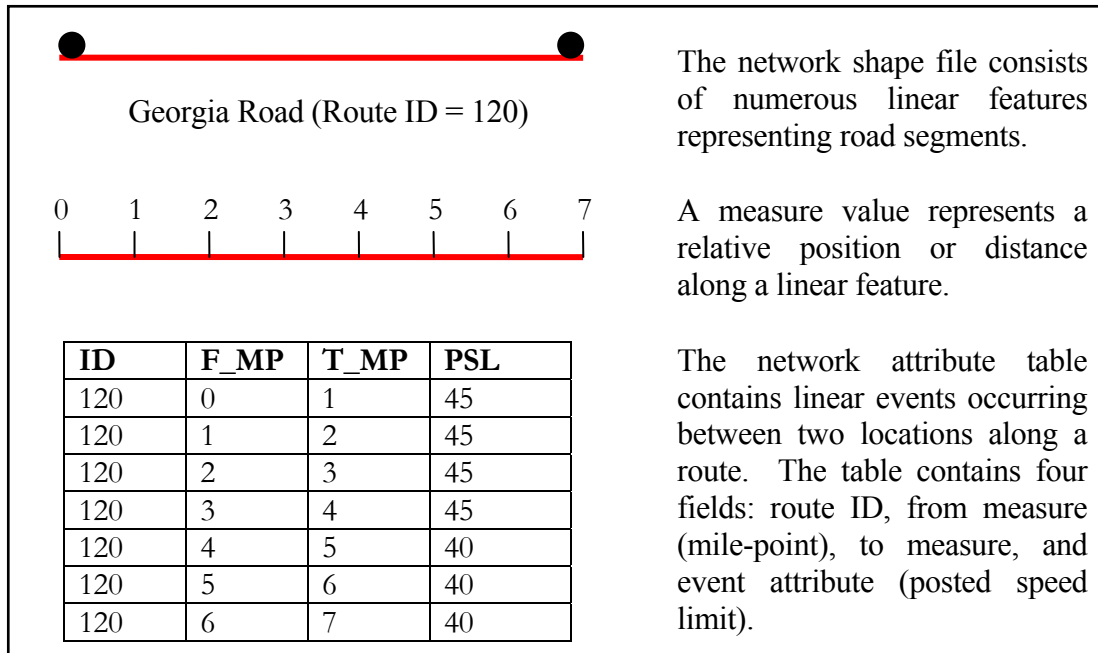 Georgia Road (Route ID = 120)
0 1 2 3 4 5 6 7
ID F_MP T_MP PSL
120 0 1 45
120 1 2 45
120 2 3 45
120 3 4 45
120 4 5 40
120 5 6 40
120 6 7 40
The network shape file consists
of numerous linear features
representing road segments.
A measure value represents a
relative position or distance
along a linear feature.
The network attribute table
contains linear events occurring
between two locations along a
route. The table contains four
fields: route ID, from measure
(mile-point), to measure, and
event attribute (posted speed
limit).